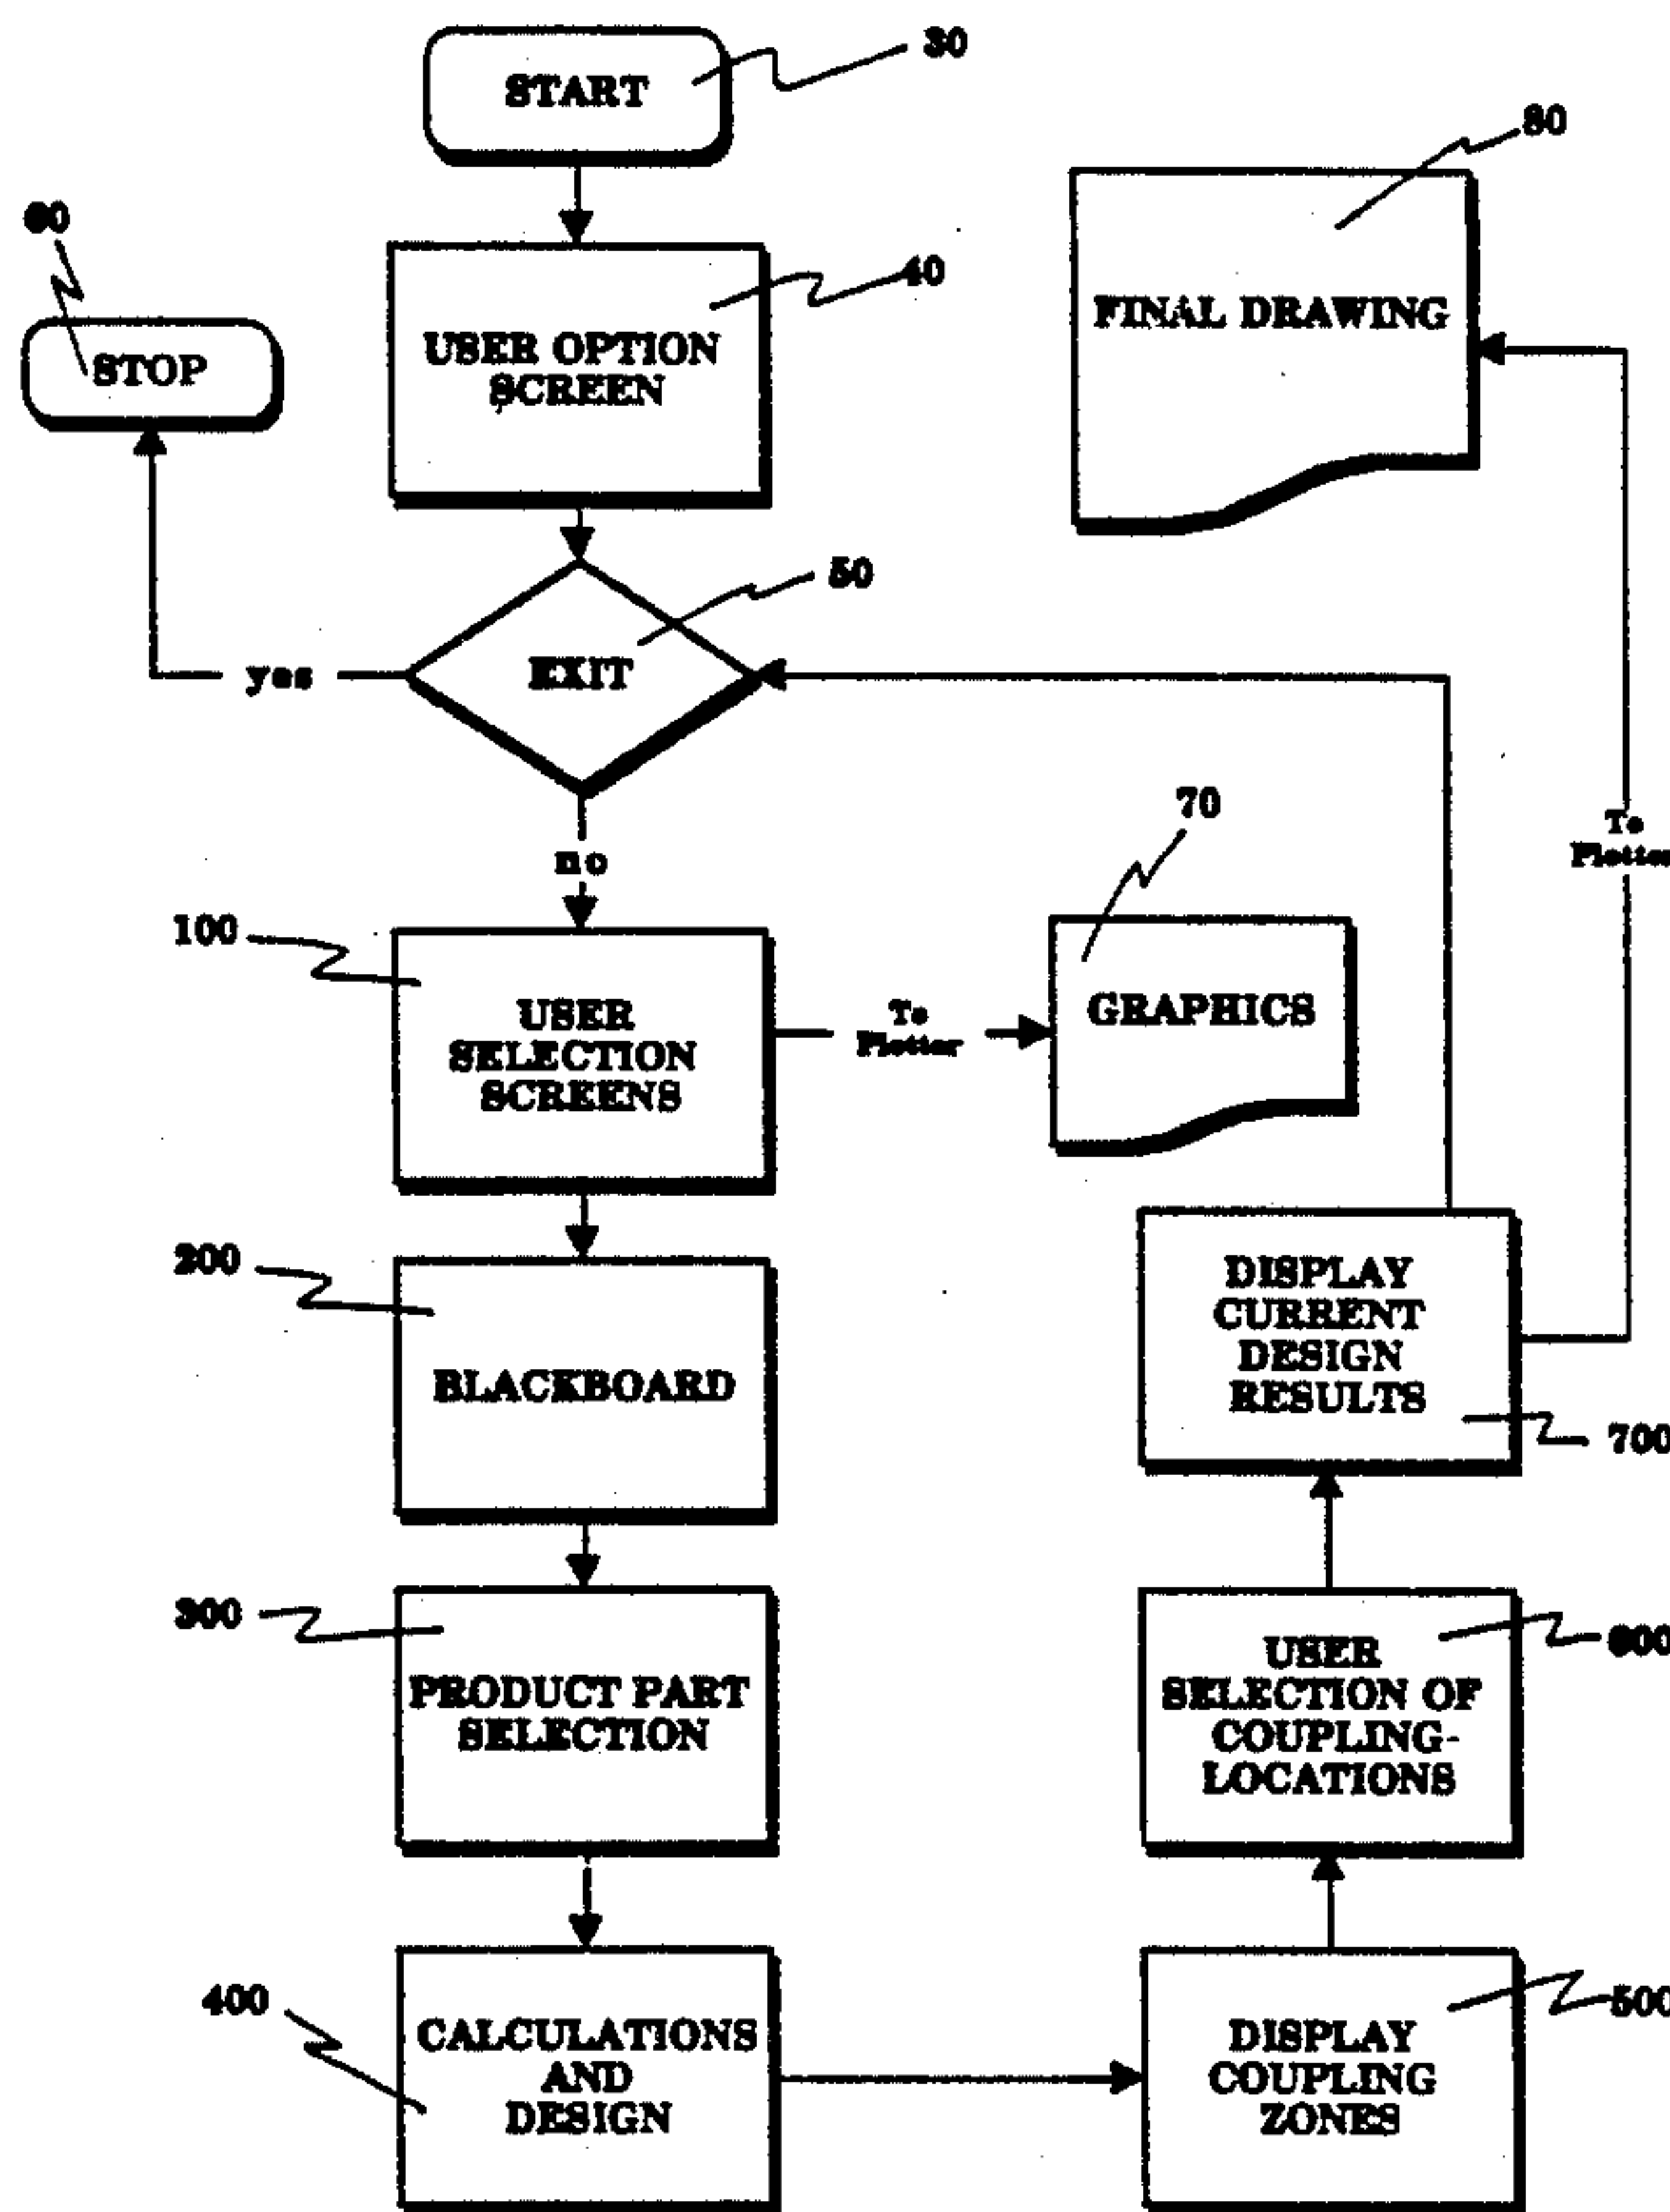 START
30
80
60
40
FINAL DRAWING
USER OPTION
SCREEN
STOP
50
EXIT
yes
no
70
To
Plotter
100
USER
SELECTION
SCREENS
To
Plotter
GRAPHICS
200
BLACKBOARD
DISPLAY
CURRENT
DESIGN
RESULTS
700
300
PRODUCT PART
SELECTION
USER
SELECTION OF
COUPLING-
LOCATIONS
600
400
CALCULATIONS
AND
DESIGN
DISPLAY
COUPLING
ZONES
500